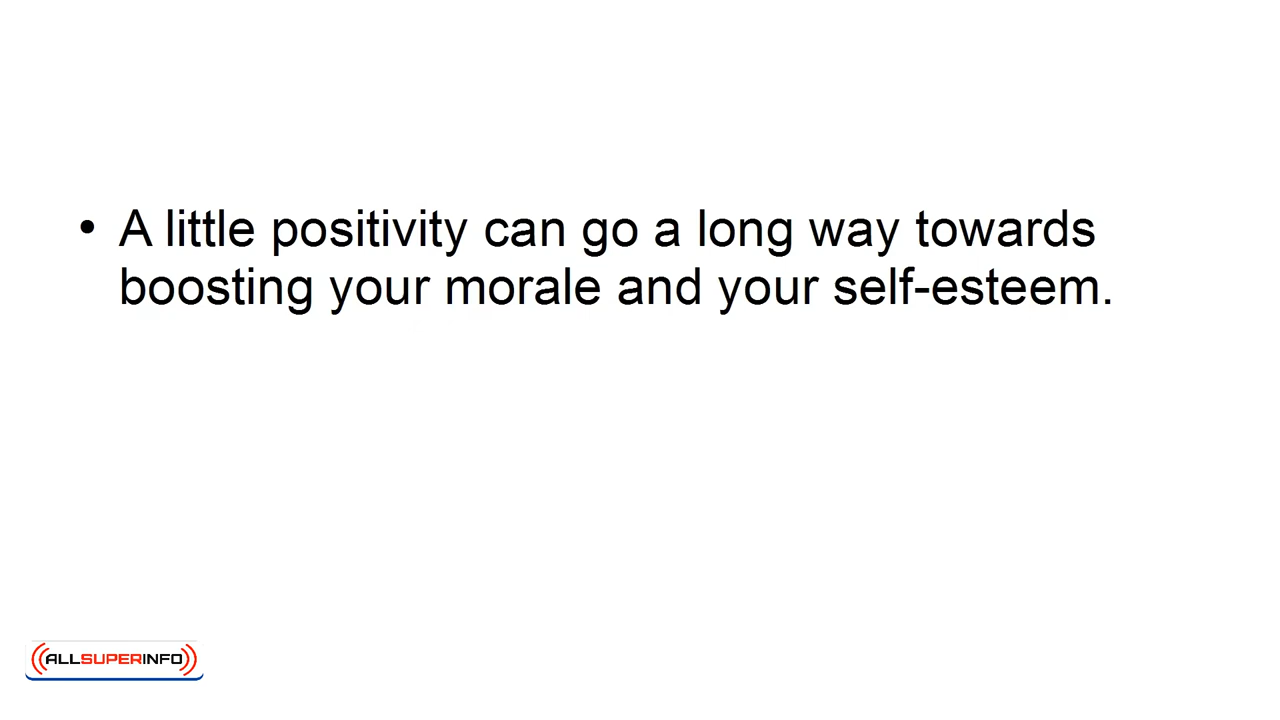 • A little positivity can go a long way towards
boosting your morale and your self-esteem.
ALLSUPERINFO